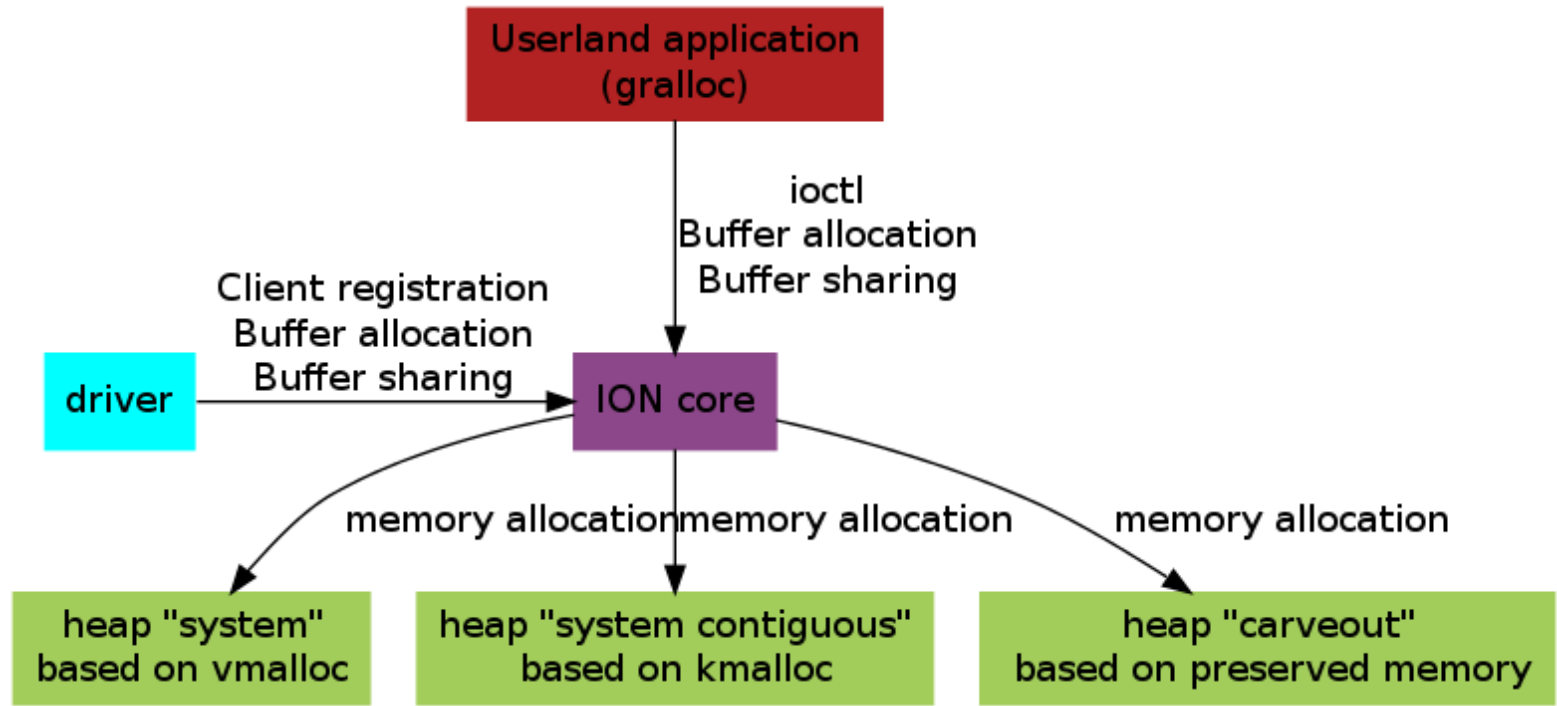 Userland application
(gralloc)
ioctl
Buffer allocation
Buffer sharing
Client registration
Buffer allocation
Buffer sharing
driver
ION core
memory allocation
memory allocation
memory allocation
heap "system"
based on vmalloc
heap "system contiguous"
based on kmalloc
heap "carveout"
based on preserved memory